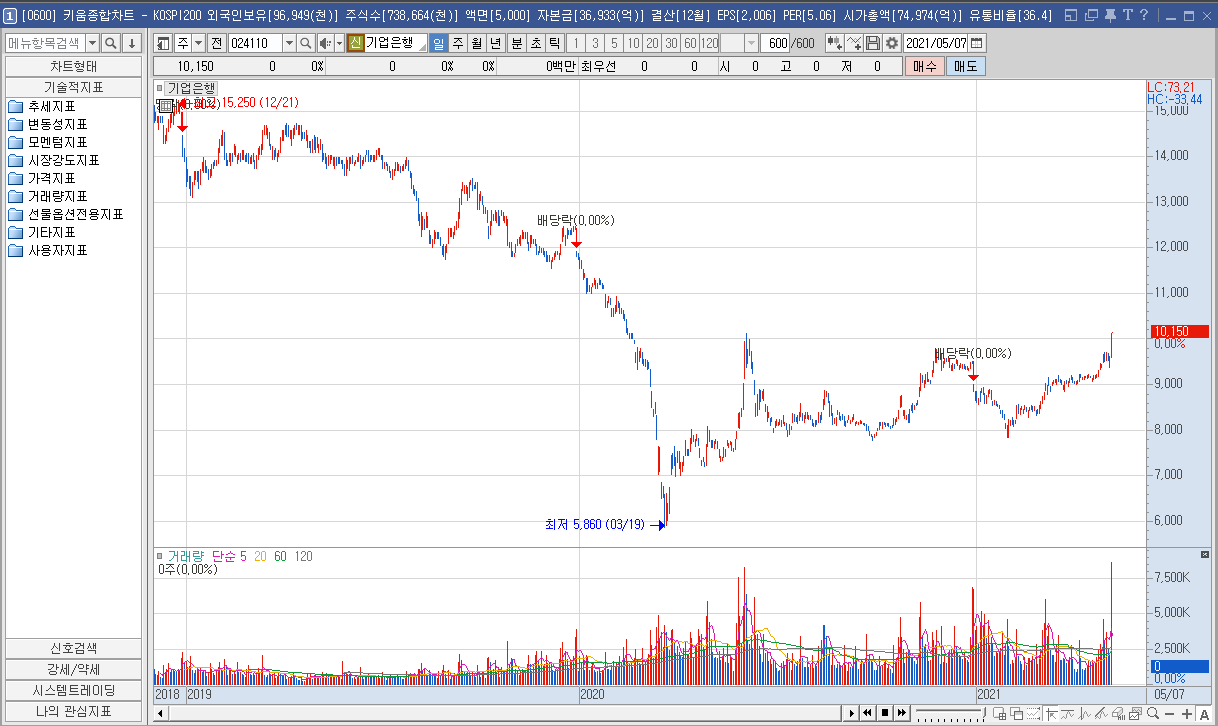 1 [0600] 키움종합차트 - KOSPI200 외국인보유[96,949(천)] 주식수[738,664(천)] 액면[5,000] 자본금[36,933(억)] 결산[12월] EPS[2,006] PER[5.06] 시가총액[74,974(억)] 유통비율[36.4] T ?
메뉴항목검색 주 전 024110 신 기업은행 일 주 월 년 분 초 틱 1 3 5 10 20 30 60 120 600 /600 2021/05/07
10,150 0 0% 0 0% 0% 0백만 최우선 0 0 시 0 고 0 저 0 매수 매도
차트형태
기술적지표
추세지표
변동성지표
모멘텀지표
시장강도지표
가격지표
거래량지표
선물옵션전용지표
기타지표
사용자지표
신호검색
강세/약세
시스템트레이딩
나의 관심지표
기업은행
LC:73,21
HC:-33,44
15,250 (12/21)
15,000
14,000
13,000
배당락(0,00%)
12,000
11,000
10,150
0,00%
배당락(0,00%)
9,000
8,000
7,000
최저 5,860 (03/19)
6,000
거래량 단순 5 20 60 120
0주(0,00%)
7,500K
5,000K
2,500K
0
0,00%
2018 2019 2020 2021 05/07
A